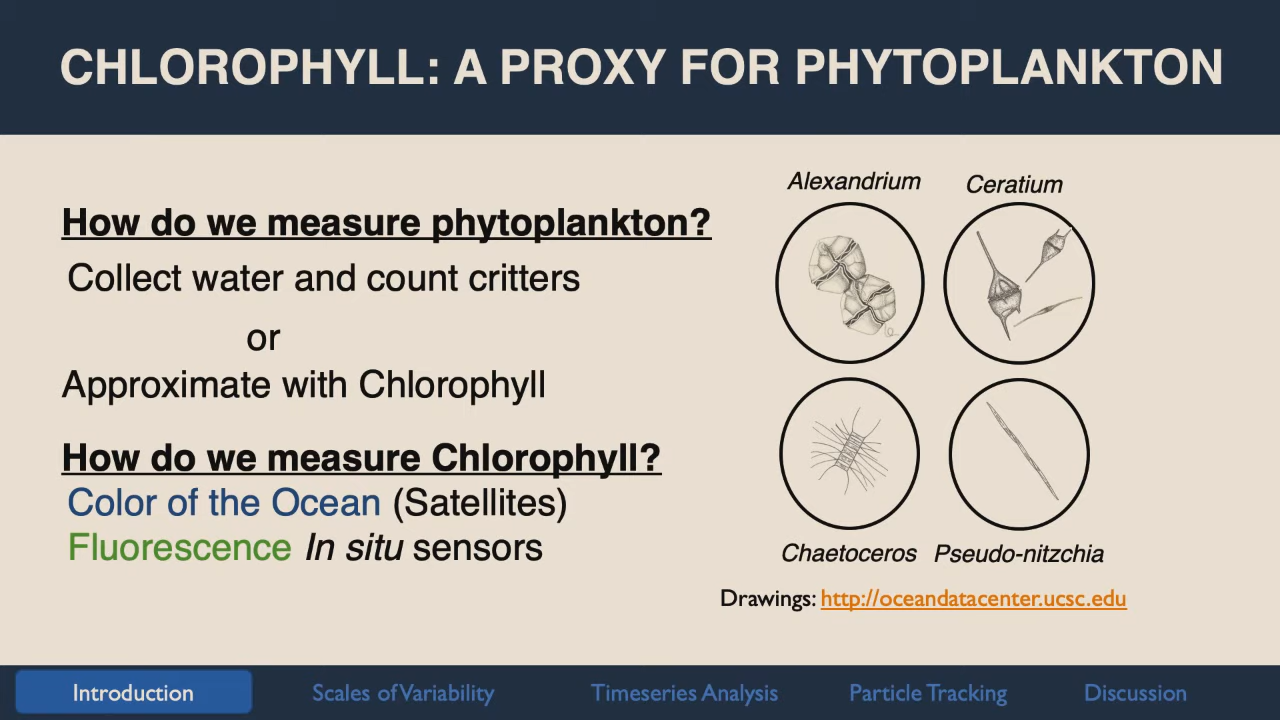 CHLOROPHYLL: A PROXY FOR PHYTOPLANKTON
How do we measure phytoplankton?
Collect water and count critters
or
Approximate with Chlorophyll
How do we measure Chlorophyll?
Color of the Ocean (Satellites)
Fluorescence In situ sensors
Alexandrium
Ceratium
Chaetoceros
Pseudo-nitzchia
Drawings: http://oceandatacenter.ucsc.edu
Introduction
Scales of Variability
Timeseries Analysis
Particle Tracking
Discussion